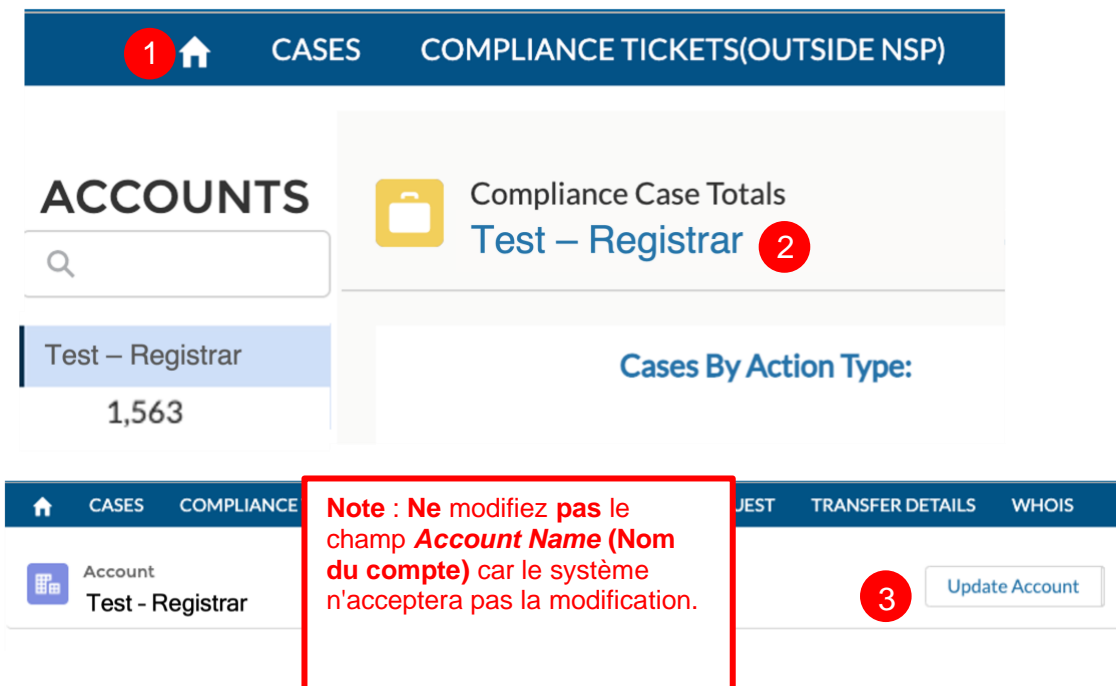 1 CASES COMPLIANCE TICKETS(OUTSIDE NSP)
ACCOUNTS
Compliance Case Totals
Test – Registrar 2
Test – Registrar
1,563
Cases By Action Type:
CASES COMPLIANCE UEST TRANSFER DETAILS WHOIS
Note : Ne modifiez pas le
champ Account Name (Nom
du compte) car le système
n'acceptera pas la modification.
Account
Test - Registrar
3 Update Account